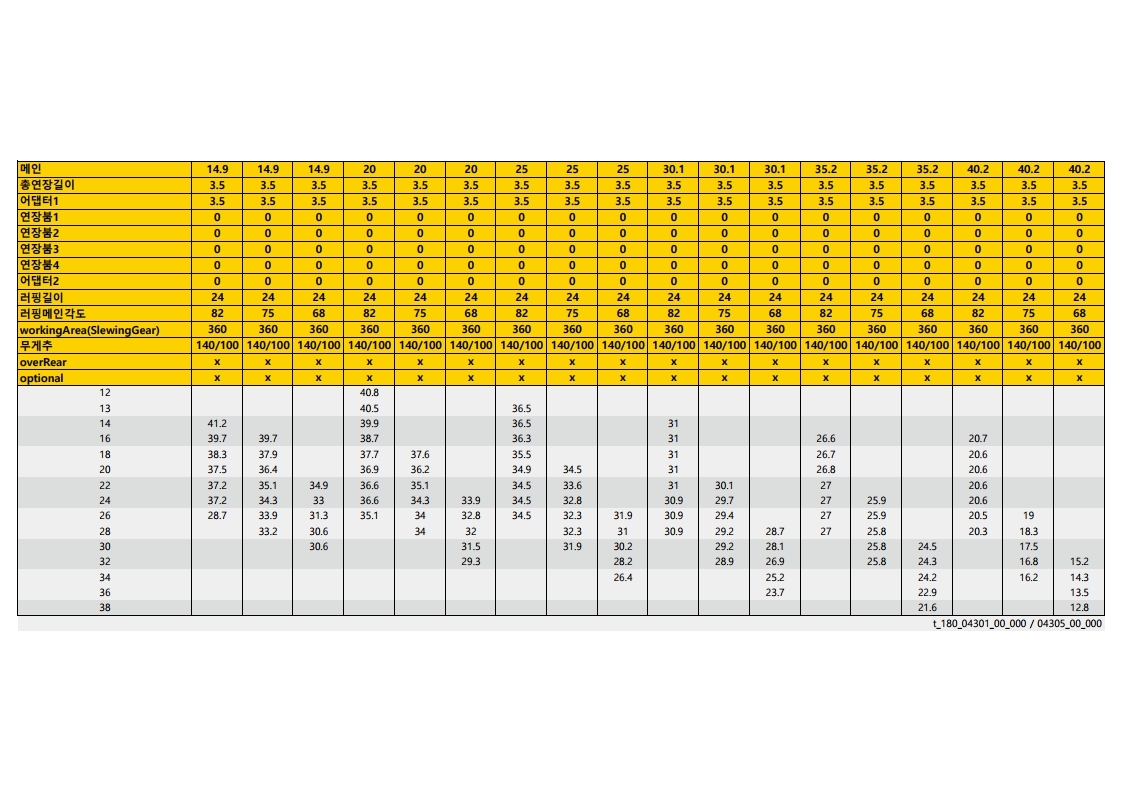 메인 14.9 14.9 14.9 20 20 20 25 25 25 30.1 30.1 30.1 35.2 35.2 35.2 40.2 40.2 40.2
총연장길이 3.5 3.5 3.5 3.5 3.5 3.5 3.5 3.5 3.5 3.5 3.5 3.5 3.5 3.5 3.5 3.5 3.5 3.5
어댑터1 3.5 3.5 3.5 3.5 3.5 3.5 3.5 3.5 3.5 3.5 3.5 3.5 3.5 3.5 3.5 3.5 3.5 3.5
연장붐1 0 0 0 0 0 0 0 0 0 0 0 0 0 0 0 0 0 0
연장붐2 0 0 0 0 0 0 0 0 0 0 0 0 0 0 0 0 0 0
연장붐3 0 0 0 0 0 0 0 0 0 0 0 0 0 0 0 0 0 0
연장붐4 0 0 0 0 0 0 0 0 0 0 0 0 0 0 0 0 0 0
어댑터2 0 0 0 0 0 0 0 0 0 0 0 0 0 0 0 0 0 0
러핑길이 24 24 24 24 24 24 24 24 24 24 24 24 24 24 24 24 24 24
러핑메인각도 82 75 68 82 75 68 82 75 68 82 75 68 82 75 68 82 75 68
workingArea(SlewingGear) 360 360 360 360 360 360 360 360 360 360 360 360 360 360 360 360 360 360
무게추 140/100 140/100 140/100 140/100 140/100 140/100 140/100 140/100 140/100 140/100 140/100 140/100 140/100 140/100 140/100 140/100 140/100 140/100
overRear x x x x x x x x x x x x x x x x x x
optional x x x x x x x x x x x x x x x x x x
12 40.8
13 40.5 36.5
14 41.2 39.9 36.5 31
16 39.7 39.7 38.7 36.3 31 26.6 20.7
18 38.3 37.9 37.7 37.6 35.5 31 26.7 20.6
20 37.5 36.4 36.9 36.2 34.9 34.5 31 26.8 20.6
22 37.2 35.1 34.9 36.6 35.1 34.5 33.6 31 30.1 27 20.6
24 37.2 34.3 33 36.6 34.3 33.9 34.5 32.8 30.9 29.7 27 25.9 20.6
26 28.7 33.9 31.3 35.1 34 32.8 34.5 32.3 31.9 30.9 29.4 27 25.9 20.5 19
28 33.2 30.6 34 32 32.3 31 30.9 29.2 28.7 27 25.8 20.3 18.3
30 30.6 31.5 31.9 30.2 29.2 28.1 25.8 24.5 17.5
32 29.3 28.2 28.9 26.9 25.8 24.3 16.8 15.2
34 26.4 25.2 24.2 16.2 14.3
36 23.7 22.9 13.5
38 21.6 12.8
t_180_04301_00_000 / 04305_00_000